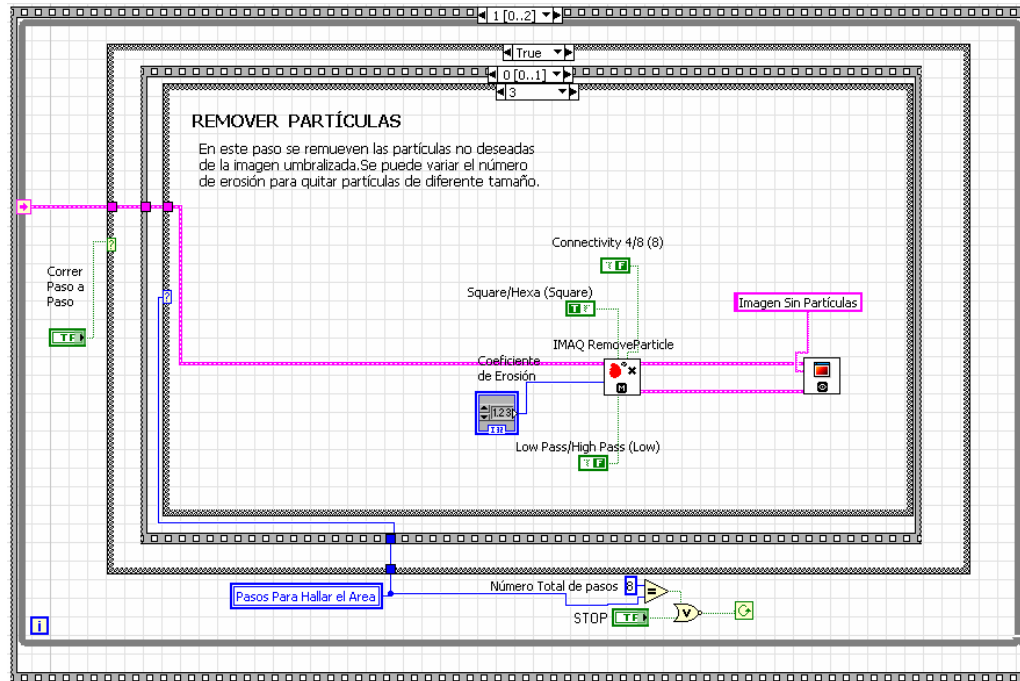 1 [0..2]
True
0 [0..1]
3
REMOVER PARTÍCULAS
En este paso se remueven las partículas no deseadas
de la imagen umbralizada.Se puede variar el número
de erosión para quitar partículas de diferente tamaño.
Connectivity 4/8 (8)
F
Correr
Paso a
Paso
TF
Square/Hexa (Square)
T
Imagen Sin Partículas
IMAQ RemoveParticle
M
Coeficiente
de Erosión
1.23
I32
Low Pass/High Pass (Low)
F
Número Total de pasos
8
=
Pasos Para Hallar el Area
STOP
TF
V
i